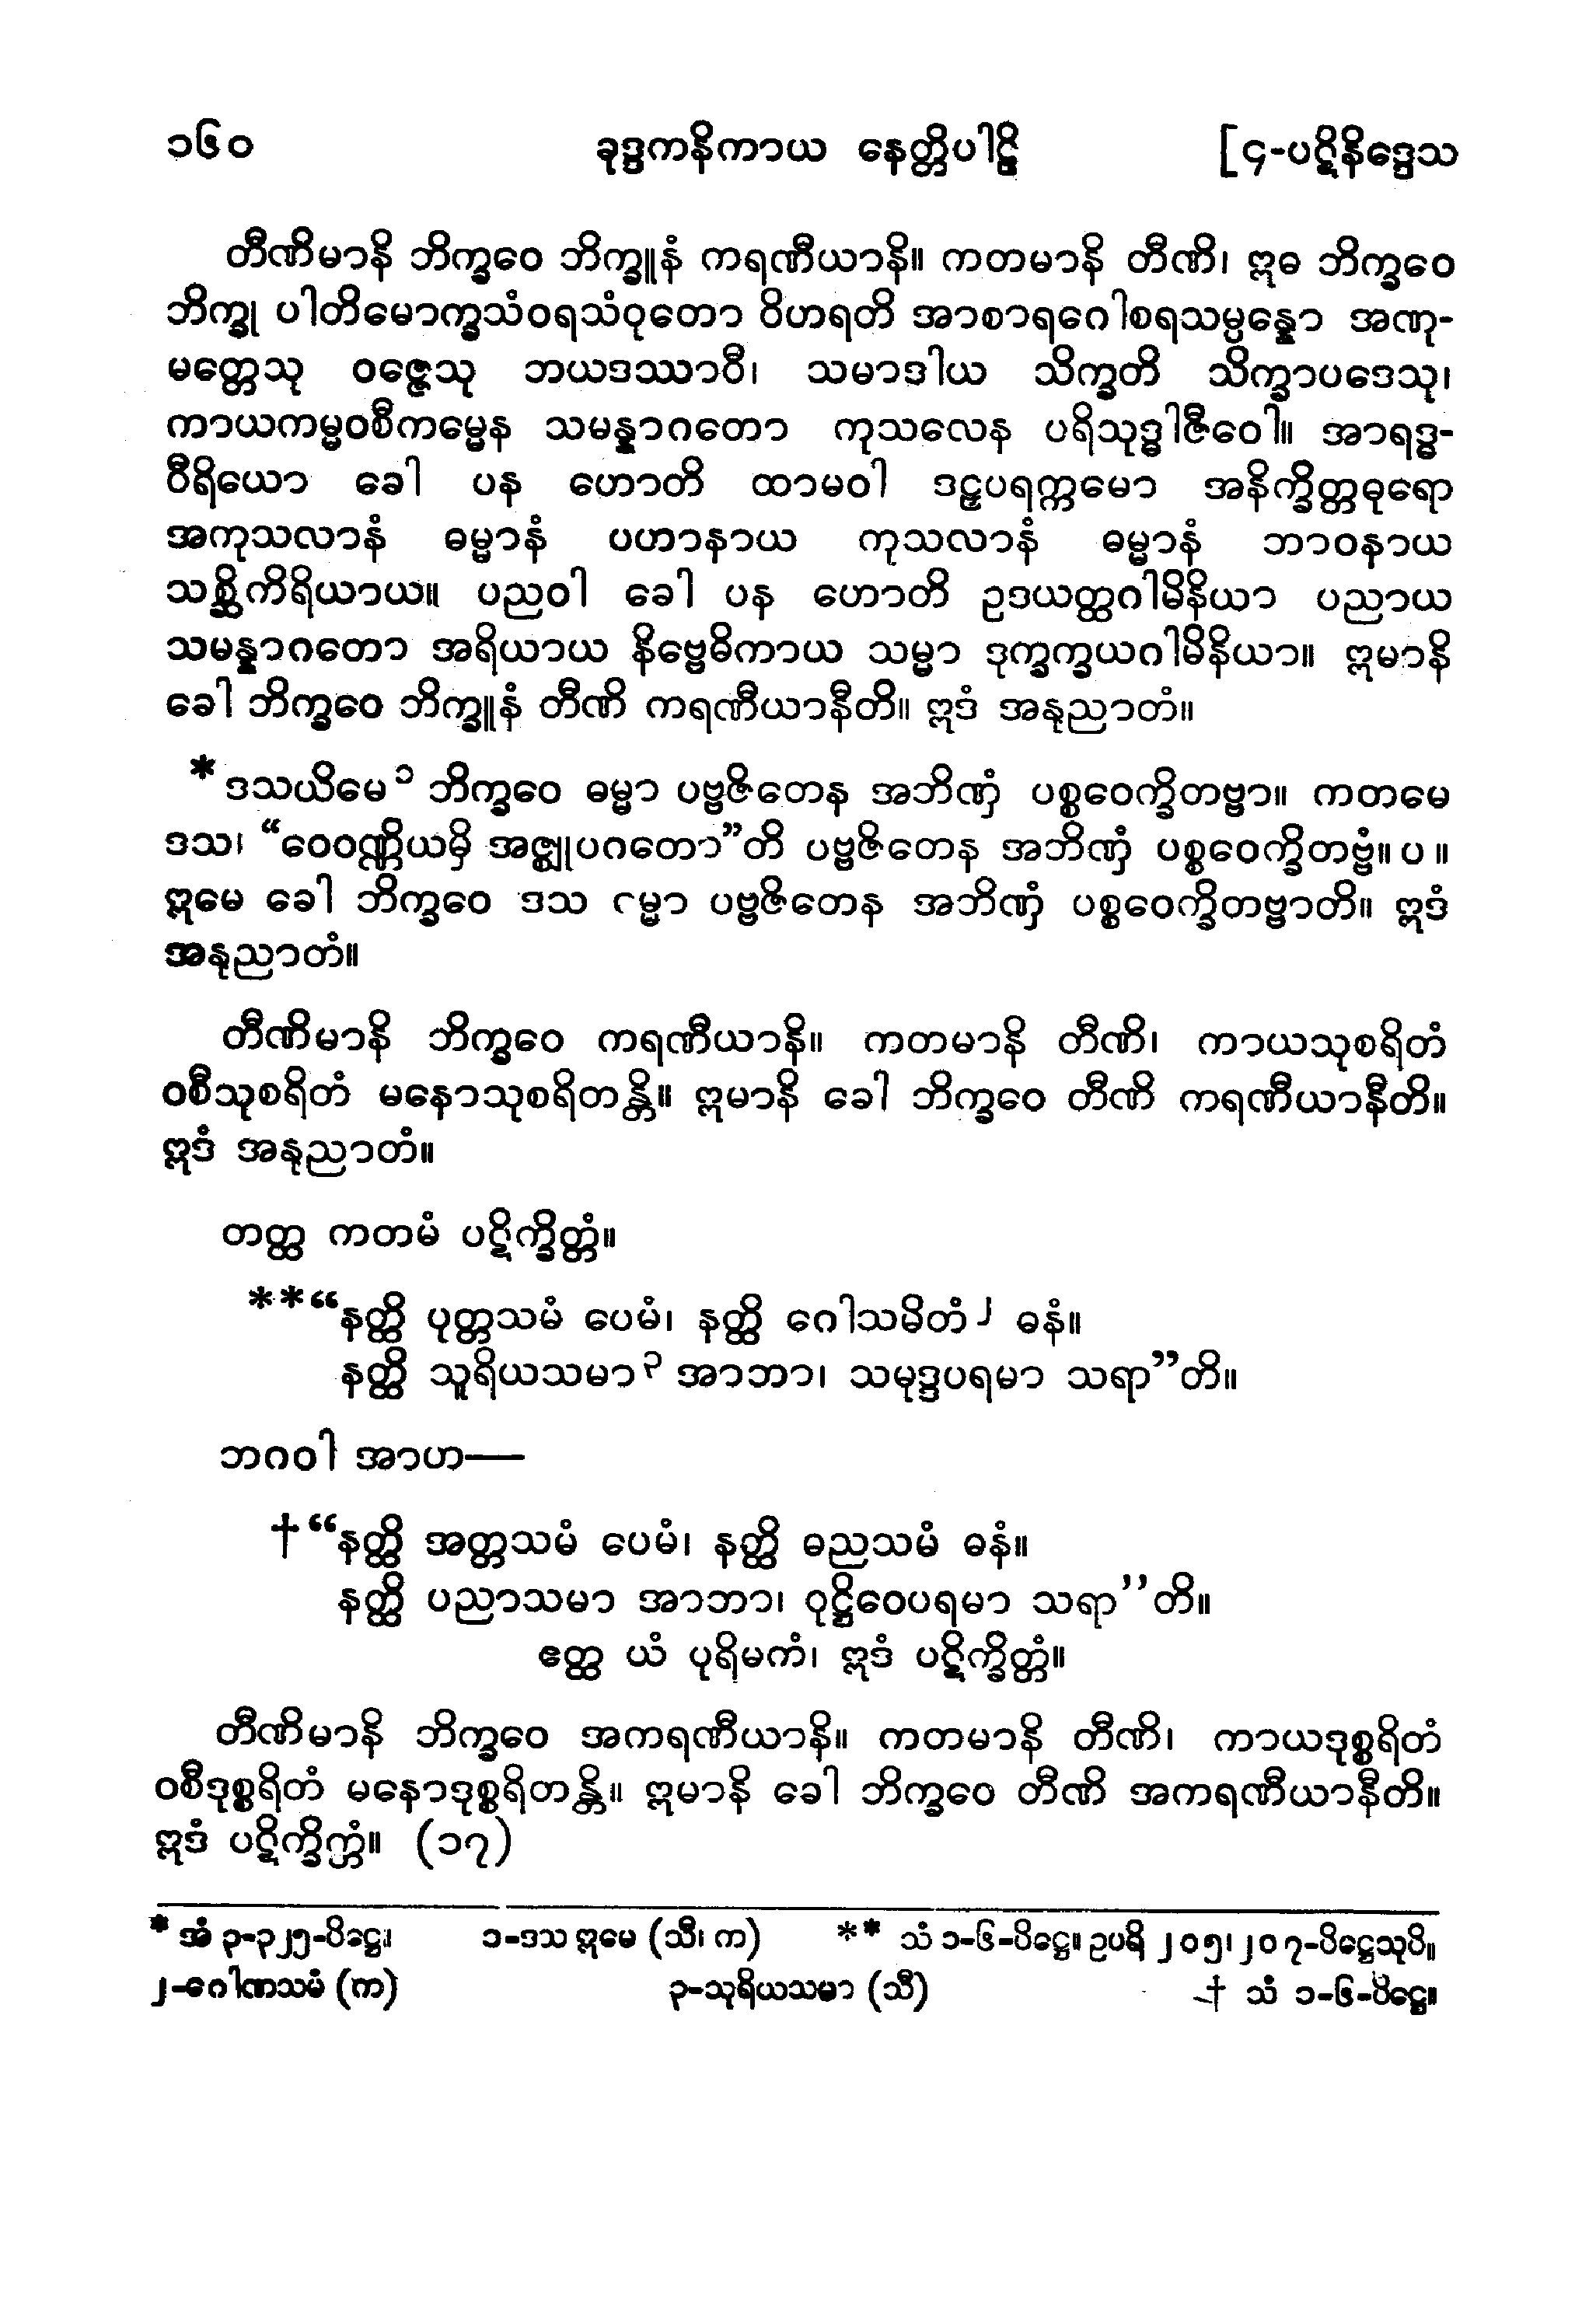 ၁၆၀ ခုဒ္ဒကနိကာယ နေတ္တိပါဠိ [၄-ပဋိနိဒ္ဒေသ
တီဏိမာနိ ဘိက္ခဝေ ဘိက္ခူနံ ကရဏီယာနိ။ ကတမာနိ တီဏိ၊ ဣဓ ဘိက္ခဝေ
ဘိက္ခု ပါတိမောက္ခသံဝရသံဝုတော ဝိဟရတိ အာစာရဂေါစရသမ္ပန္နော အဏု-
မတ္တေသု ဝဇ္ဇေသု ဘယဒဿာဝီ၊ သမာဒါယ သိက္ခတိ သိက္ခာပဒေသု၊
ကာယကမ္မဝစီကမ္မေန သမန္နာဂတော ကုသလေန ပရိသုဒ္ဓါဇီဝေါ။ အာရဒ္ဓ-
ဝီရိယော ခေါ ပန ဟောတိ ထာမဝါ ဒဠှပရက္ကမော အနိက္ခိတ္တဓုရော
အကုသလာနံ ဓမ္မာနံ ပဟာနာယ ကုသလာနံ ဓမ္မာနံ ဘာဝနာယ
သစ္ဆိကိရိယာယ။ ပညဝါ ခေါ ပန ဟောတိ ဥဒယတ္ထဂါမိနိယာ ပညာယ
သမန္နာဂတော အရိယာယ နိဗ္ဗေဓိကာယ သမ္မာ ဒုက္ခက္ခယဂါမိနိယာ။ ဣမာနိ
ခေါ ဘိက္ခဝေ ဘိက္ခူနံ တီဏိ ကရဏီယာနီတိ။ ဣဒံ အနုညာတံ။
* ဒသယိမေ ၁ ဘိက္ခဝေ ဓမ္မာ ပဗ္ဗဇိတေန အဘိဏှံ ပစ္စဝေက္ခိတဗ္ဗာ။ ကတမေ
ဒသ၊ “ဝေဝဏ္ဏိယမှိ အဇ္ဈုပဂတော”တိ ပဗ္ဗဇိတေန အဘိဏှံ ပစ္စဝေက္ခိတဗ္ဗံ။ ပ ။
ဣမေ ခေါ ဘိက္ခဝေ ဒသ ဓမ္မာ ပဗ္ဗဇိတေန အဘိဏှံ ပစ္စဝေက္ခိတဗ္ဗာတိ။ ဣဒံ
အနုညာတံ။
တီဏိမာနိ ဘိက္ခဝေ ကရဏီယာနိ။ ကတမာနိ တီဏိ၊ ကာယသုစရိတံ
ဝစီသုစရိတံ မနောသုစရိတန္တိ။ ဣမာနိ ခေါ ဘိက္ခဝေ တီဏိ ကရဏီယာနီတိ။
ဣဒံ အနုညာတံ။
တတ္ထ ကတမံ ပဋိက္ခိတ္တံ။
**“နတ္ထိ ပုတ္တသမံ ပေမံ၊ နတ္ထိ ဂေါသမိတံ ၂ ဓနံ။
နတ္ထိ သူရိယသမာ ၃ အာဘာ၊ သမုဒ္ဒပရမာ သရာ”တိ။
ဘဂဝါ အာဟ—
†“နတ္ထိ အတ္တသမံ ပေမံ၊ နတ္ထိ ဓညသမံ ဓနံ။
နတ္ထိ ပညာသမာ အာဘာ၊ ဝုဋ္ဌိဝေပရမာ သရာ”တိ။
ဧတ္ထ ယံ ပုရိမကံ၊ ဣဒံ ပဋိက္ခိတ္တံ။
တီဏိမာနိ ဘိက္ခဝေ အကရဏီယာနိ။ ကတမာနိ တီဏိ၊ ကာယဒုစ္စရိတံ
ဝစီဒုစ္စရိတံ မနောဒုစ္စရိတန္တိ။ ဣမာနိ ခေါ ဘိက္ခဝေ တီဏိ အကရဏီယာနီတိ။
ဣဒံ ပဋိက္ခိတ္တံ။ (၁၇)
* အံ ၃-၃၂၅-ပိဋ္ဌေ။ ၁-ဒသ ဣမေ (သီ၊ က) ** သံ ၁-၆-ပိဋ္ဌေ။ ဥပရိ ၂၀၅၊ ၂၀၇-ပိဋ္ဌေသုပိ။
၂-ဂေါဏသမံ (က) ၃-သုရိယသမာ (သီ) † သံ ၁-၆-ပိဋ္ဌေ။